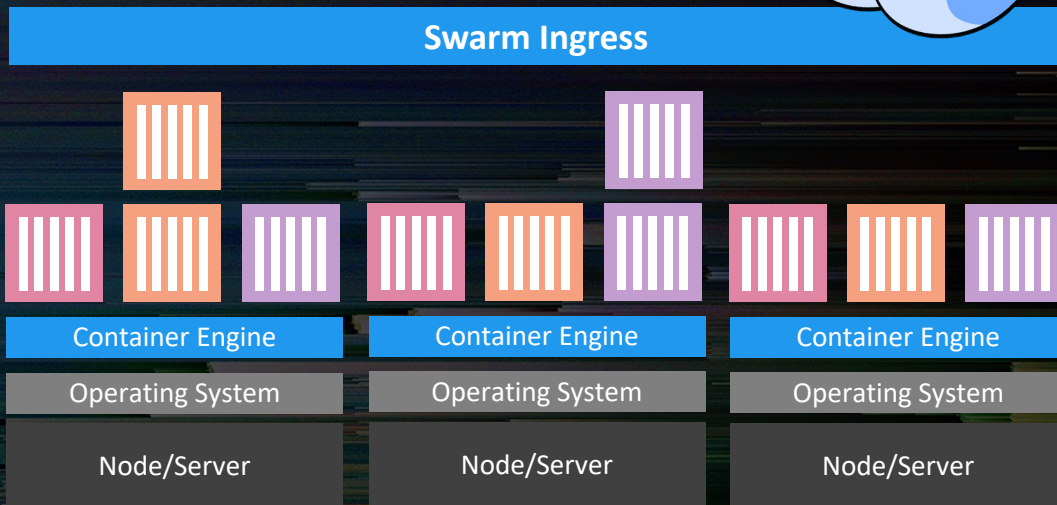 Swarm Ingress
Container Engine
Container Engine
Container Engine
Operating System
Operating System
Operating System
Node/Server
Node/Server
Node/Server